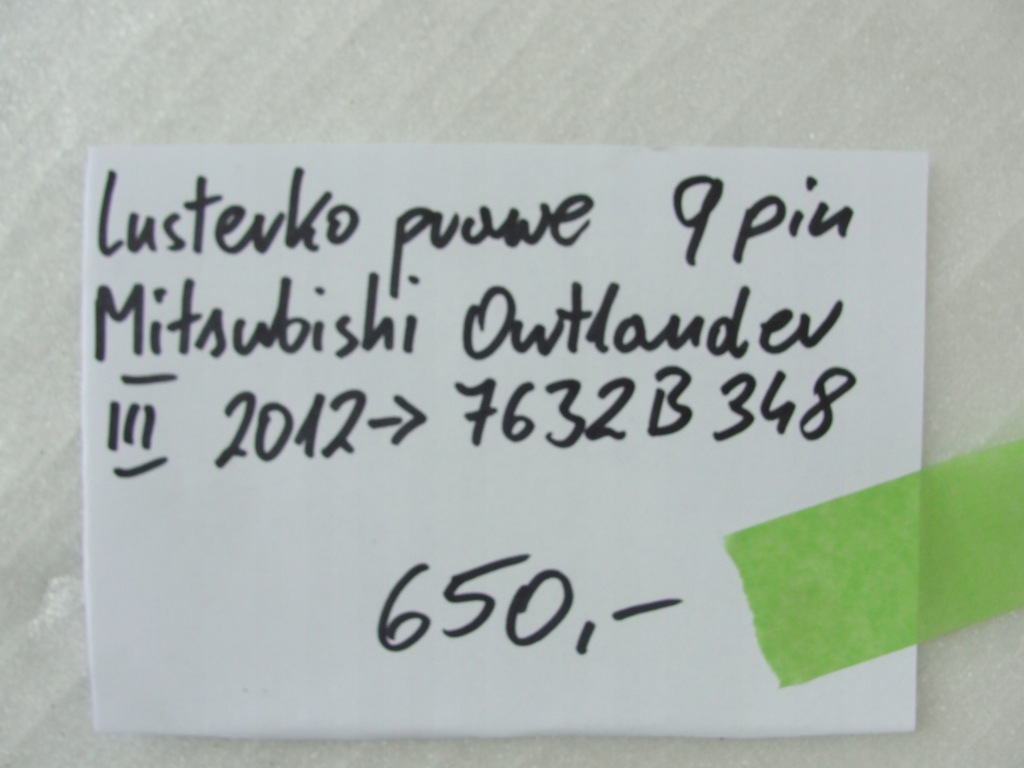 Lusterko prawe 9 pin
Mitsubishi Outlander
III 2012→ 7632B348
650,-